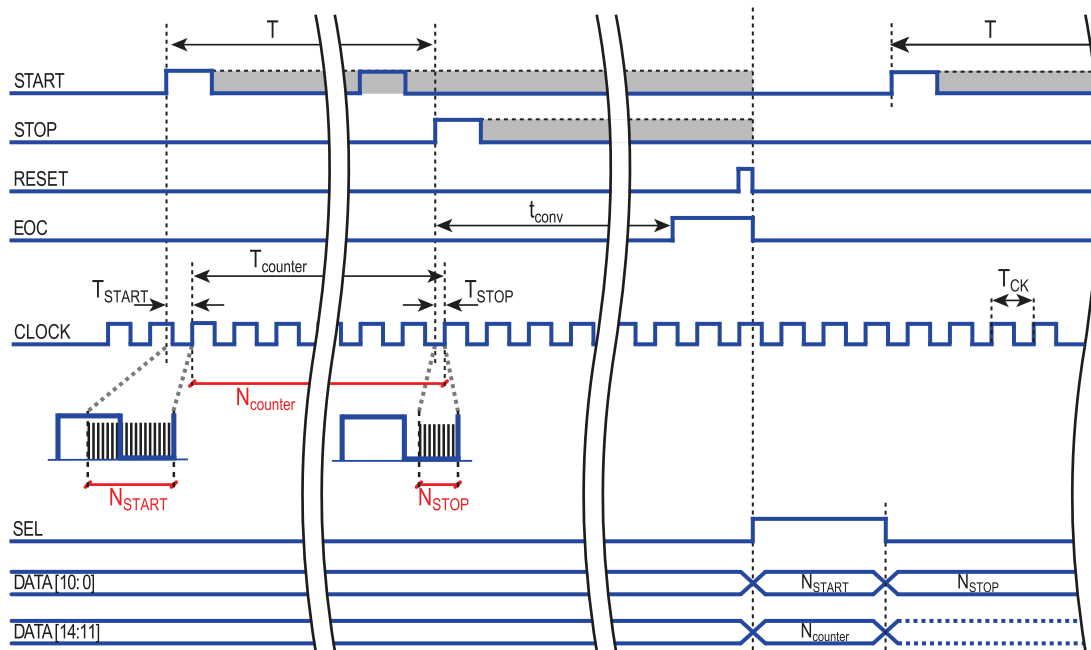 T
T
START
STOP
RESET
t_conv
EOC
T_counter
T_START
T_STOP
T_CK
CLOCK
N_counter
N_START
N_STOP
SEL
DATA[10:0]
N_START
N_STOP
DATA[14:11]
N_counter